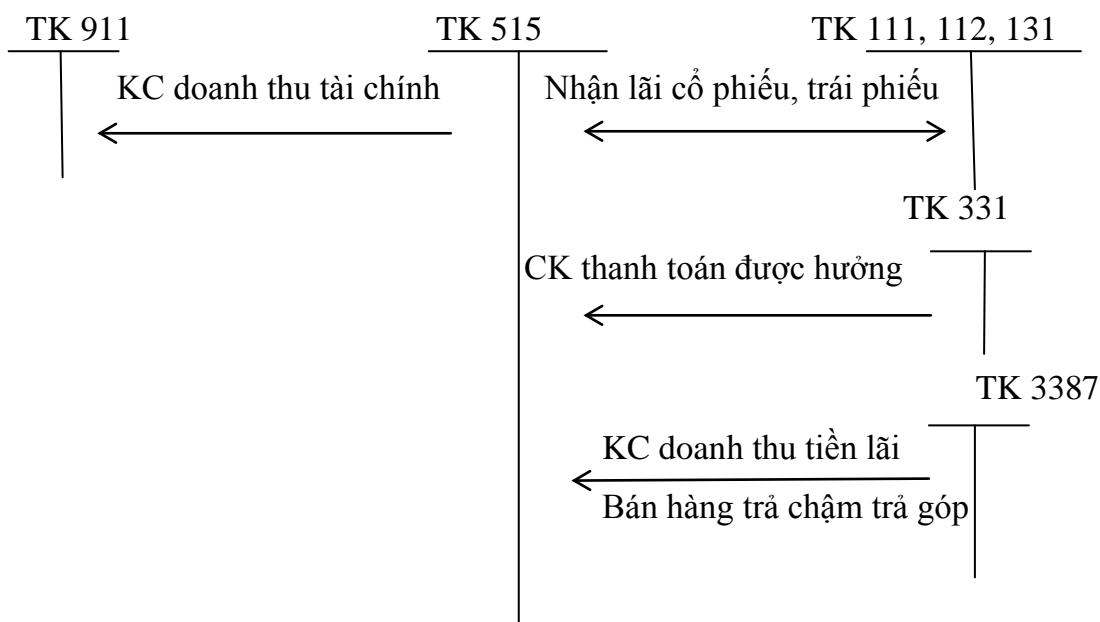 TK 911 TK 515 TK 111, 112, 131
KC doanh thu tài chính Nhận lãi cổ phiếu, trái phiếu
TK 331
CK thanh toán được hưởng
TK 3387
KC doanh thu tiền lãi
Bán hàng trả chậm trả góp